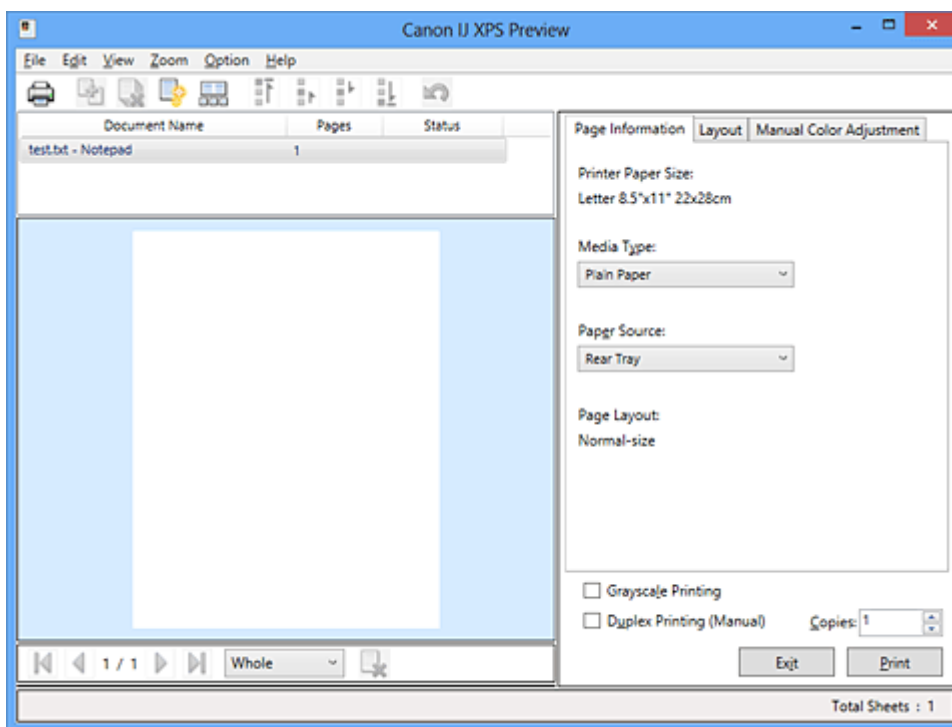 Canon IJ XPS Preview
File Edit View Zoom Option Help
Document Name Pages Status
test.txt - Notepad 1
Page Information Layout Manual Color Adjustment
Printer Paper Size:
Letter 8.5"x11" 22x28cm
Media Type:
Plain Paper
Paper Source:
Rear Tray
Page Layout:
Normal-size
Grayscale Printing
Duplex Printing (Manual) Copies: 1
1 / 1 Whole
Exit Print
Total Sheets : 1